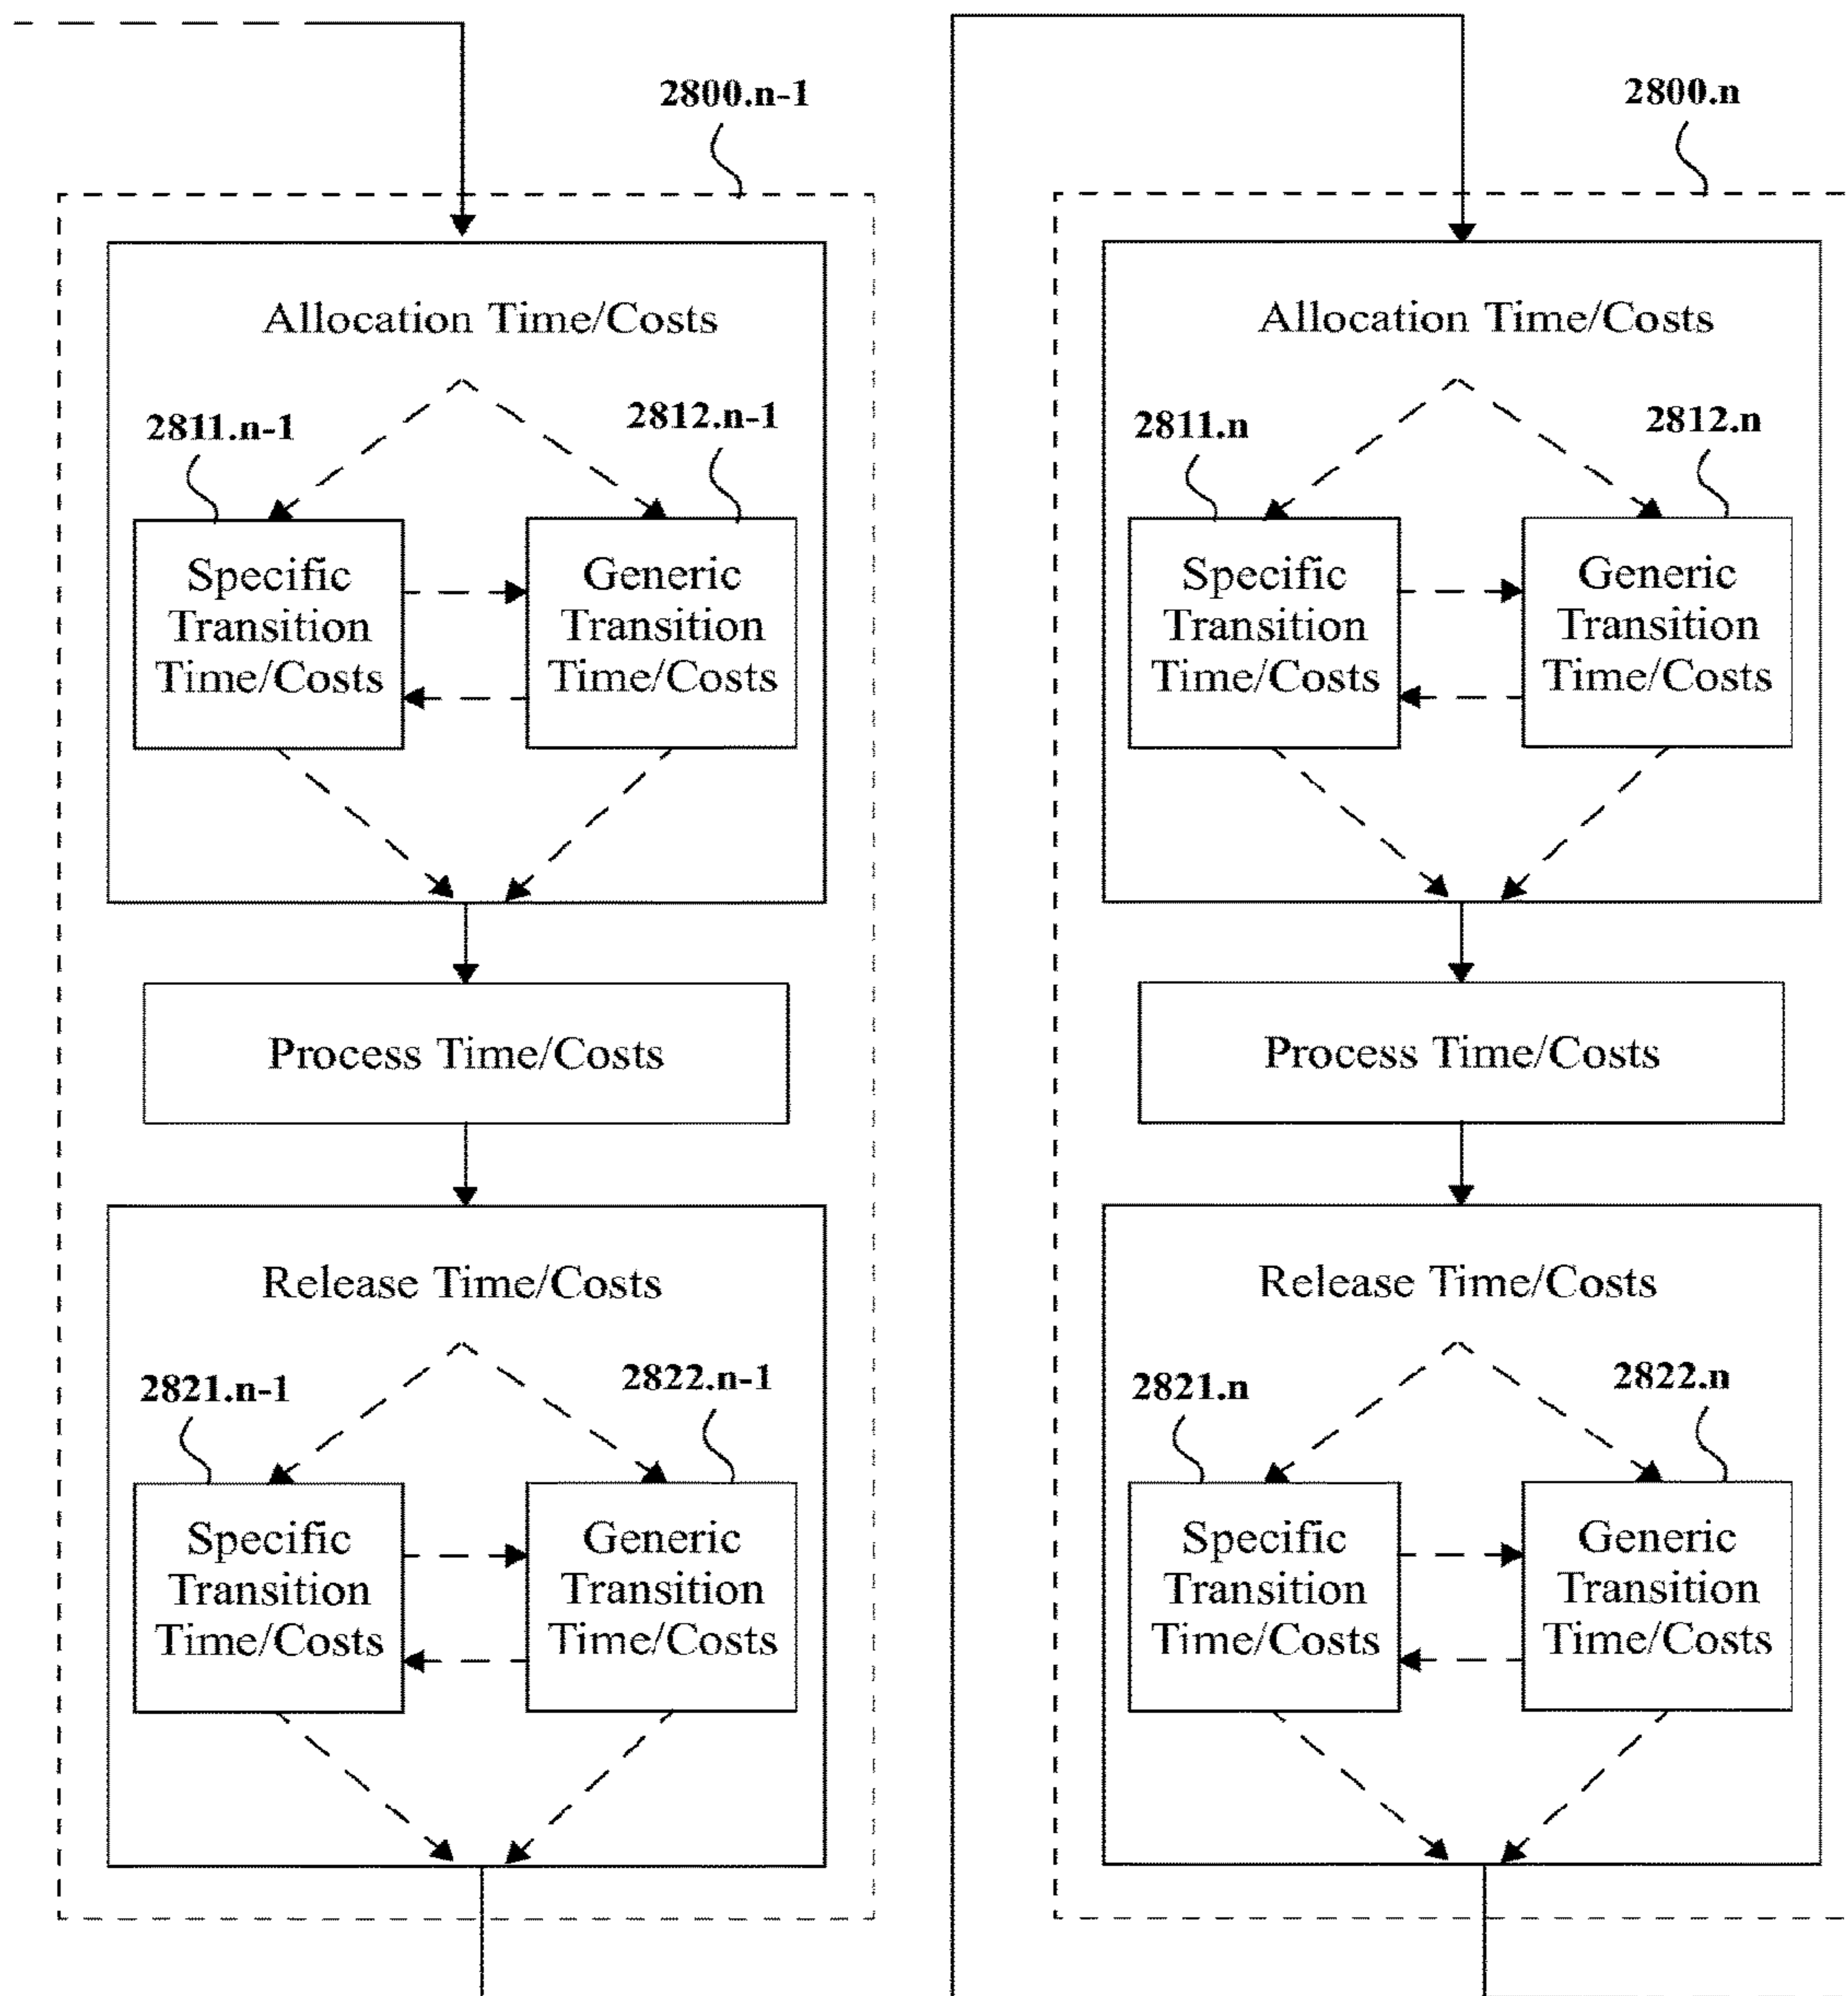 2800.n-1
Allocation Time/Costs
2811.n-1
2812.n-1
Specific
Transition
Time/Costs
Generic
Transition
Time/Costs
Process Time/Costs
Release Time/Costs
2821.n-1
2822.n-1
Specific
Transition
Time/Costs
Generic
Transition
Time/Costs
2800.n
Allocation Time/Costs
2811.n
2812.n
Specific
Transition
Time/Costs
Generic
Transition
Time/Costs
Process Time/Costs
Release Time/Costs
2821.n
2822.n
Specific
Transition
Time/Costs
Generic
Transition
Time/Costs